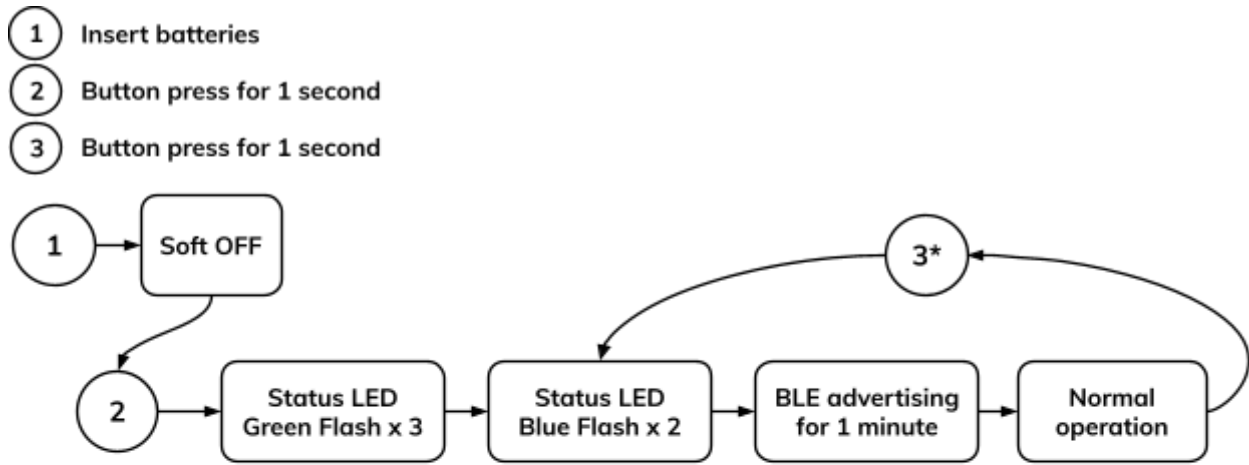 1 Insert batteries
2 Button press for 1 second
3 Button press for 1 second
1
Soft OFF
3*
2
Status LED
Green Flash x 3
Status LED
Blue Flash x 2
BLE advertising
for 1 minute
Normal
operation